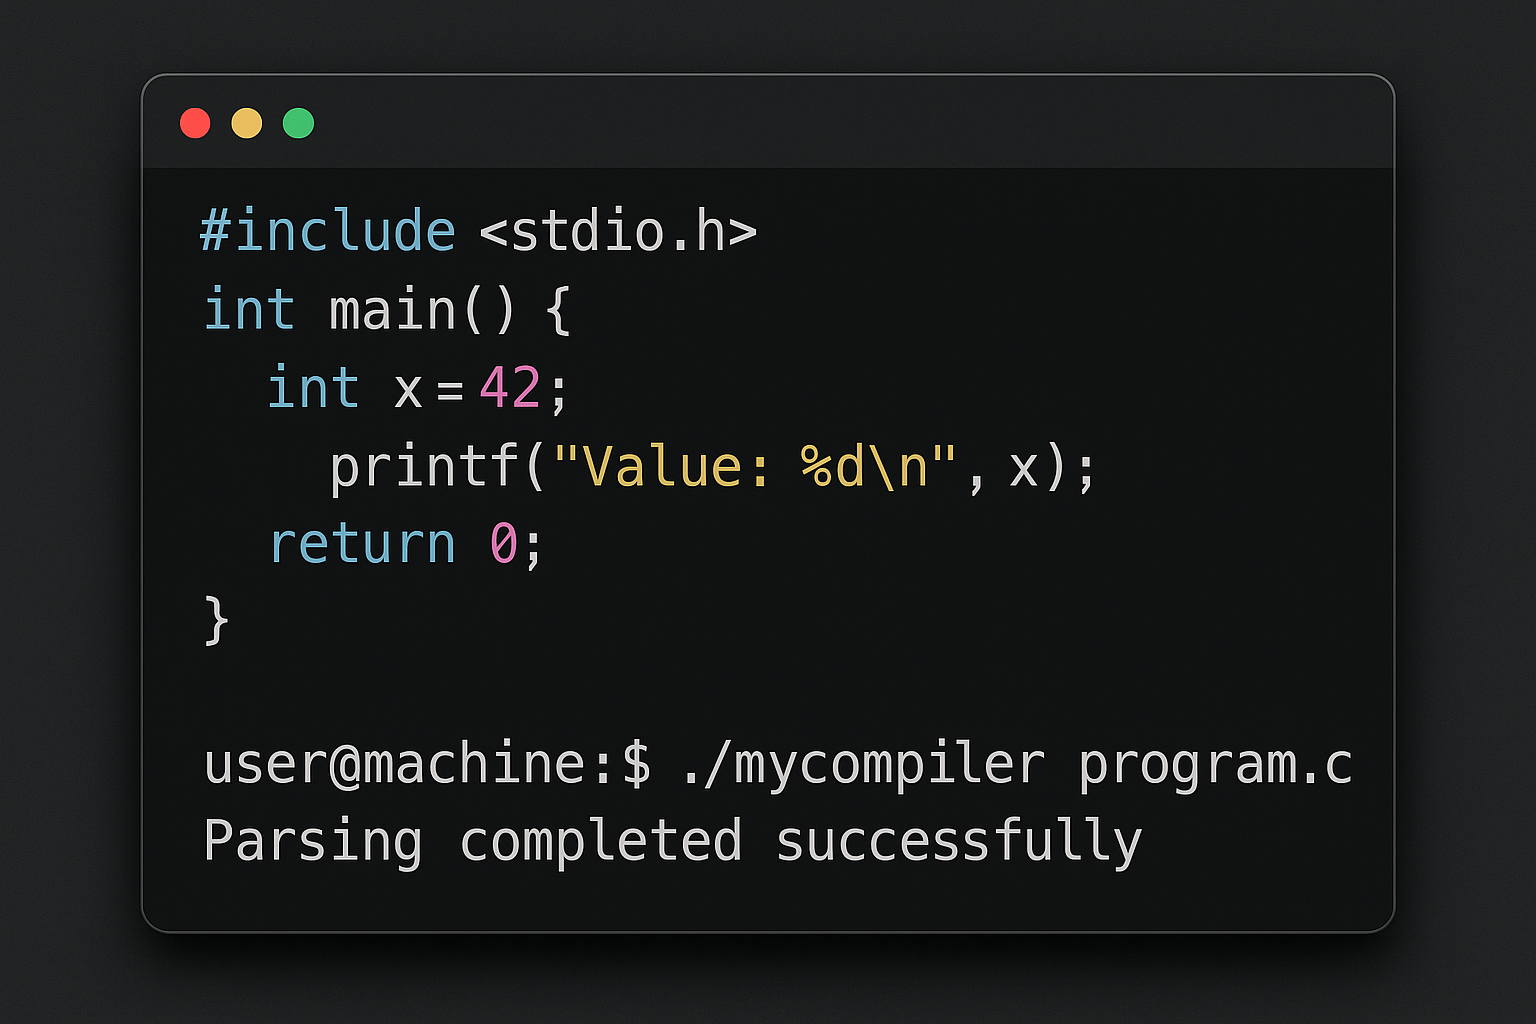 #include <stdio.h>
int main() {
  int x = 42;
    printf("Value: %d\n", x);
  return 0;
}
user@machine:$ ./mycompiler program.c
Parsing completed successfully